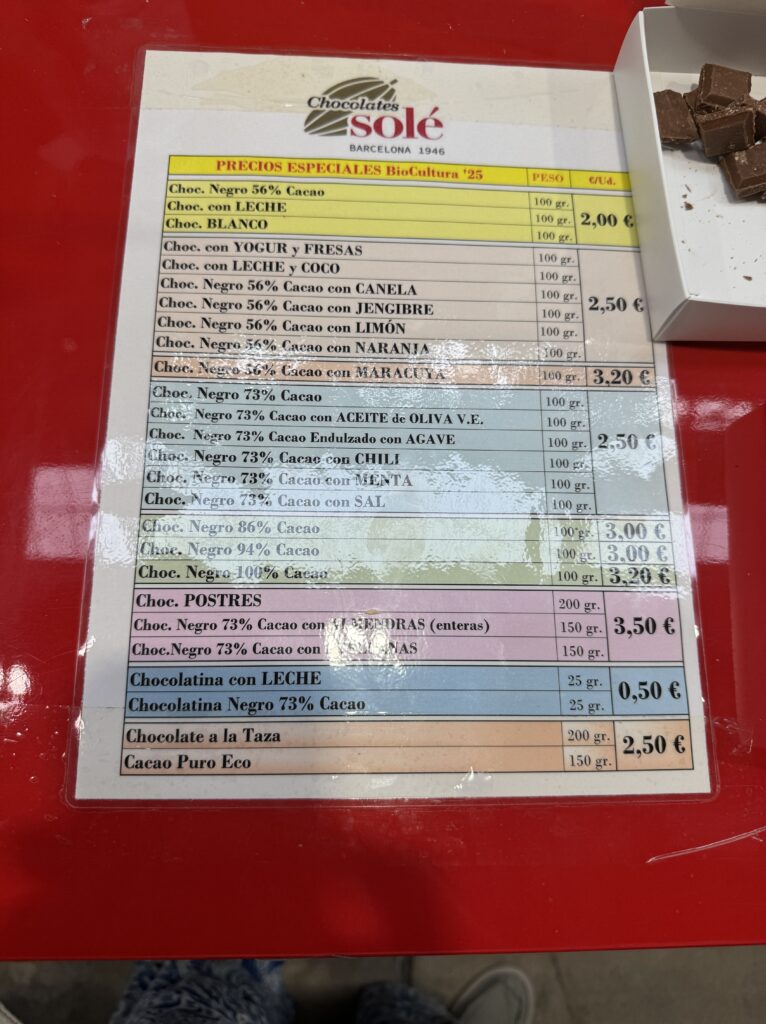 Chocolates
solé
BARCELONA 1946
PRECIOS ESPECIALES BioCultura '25 PESO €/Ud.
Choc. Negro 56% Cacao 100 gr.
Choc. con LECHE 100 gr. 2,00 €
Choc. BLANCO 100 gr.
Choc. con YOGUR y FRESAS 100 gr.
Choc. con LECHE y COCO 100 gr.
Choc. Negro 56% Cacao con CANELA 100 gr.
Choc. Negro 56% Cacao con JENGIBRE 100 gr. 2,50 €
Choc. Negro 56% Cacao con LIMÓN 100 gr.
Choc. Negro 56% Cacao con NARANJA 100 gr.
Choc. Negro 56% Cacao con MARACUYA 100 gr. 3,20 €
Choc. Negro 73% Cacao 100 gr.
Choc. Negro 73% Cacao con ACEITE de OLIVA V.E. 100 gr.
Choc. Negro 73% Cacao Endulzado con AGAVE 100 gr. 2,50 €
Choc. Negro 73% Cacao con CHILI 100 gr.
Choc. Negro 73% Cacao con MENTA 100 gr.
Choc. Negro 73% Cacao con SAL 100 gr.
Choc. Negro 86% Cacao 100 gr. 3,00 €
Choc. Negro 94% Cacao 100 gr. 3,00 €
Choc. Negro 100% Cacao 100 gr. 3,20 €
Choc. POSTRES 200 gr.
Choc. Negro 73% Cacao con ALMENDRAS (enteras) 150 gr. 3,50 €
Choc.Negro 73% Cacao con 150 gr.
Chocolatina con LECHE 25 gr.
Chocolatina Negro 73% Cacao 25 gr. 0,50 €
Chocolate a la Taza 200 gr. 2,50 €
Cacao Puro Eco 150 gr.